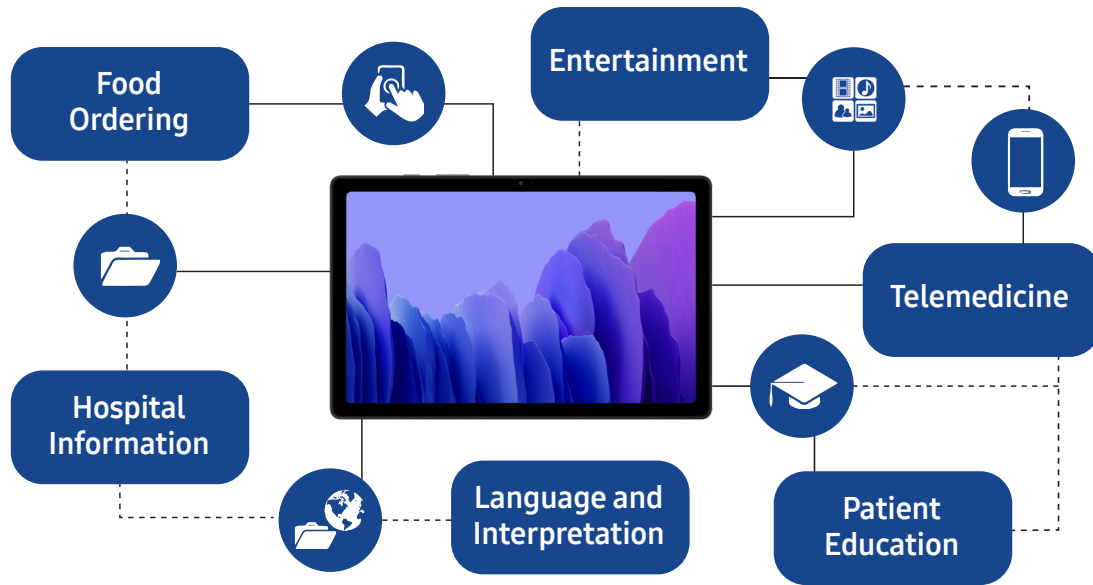 Entertainment
Food
Ordering
Telemedicine
Hospital
Information
Language and
Interpretation
Patient
Education